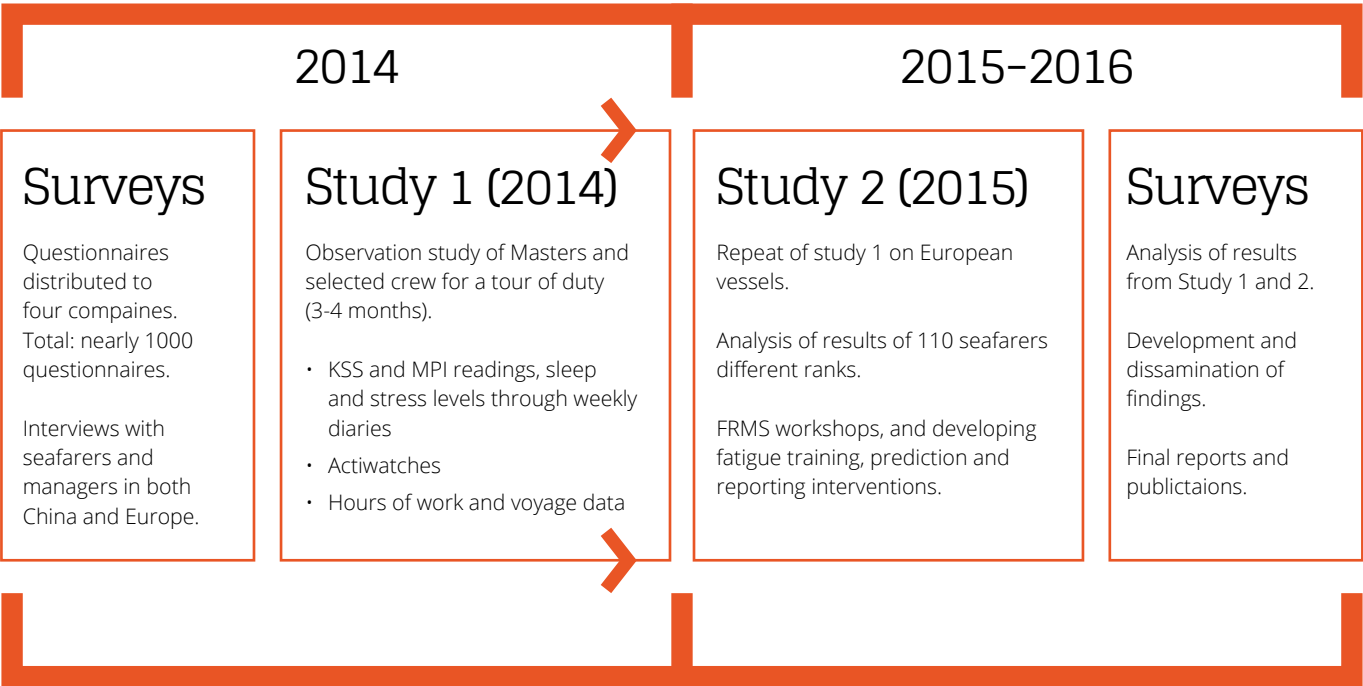 2014
2015–2016
Surveys
Questionnaires
distributed to
four compaines.
Total: nearly 1000
questionnaires.
Interviews with
seafarers and
managers in both
China and Europe.
Study 1 (2014)
Observation study of Masters and
selected crew for a tour of duty
(3-4 months).
• KSS and MPI readings, sleep
and stress levels through weekly
diaries
• Actiwatches
• Hours of work and voyage data
Study 2 (2015)
Repeat of study 1 on European
vessels.
Analysis of results of 110 seafarers
different ranks.
FRMS workshops, and developing
fatigue training, prediction and
reporting interventions.
Surveys
Analysis of results
from Study 1 and 2.
Development and
dissamination of
findings.
Final reports and
publictaions.